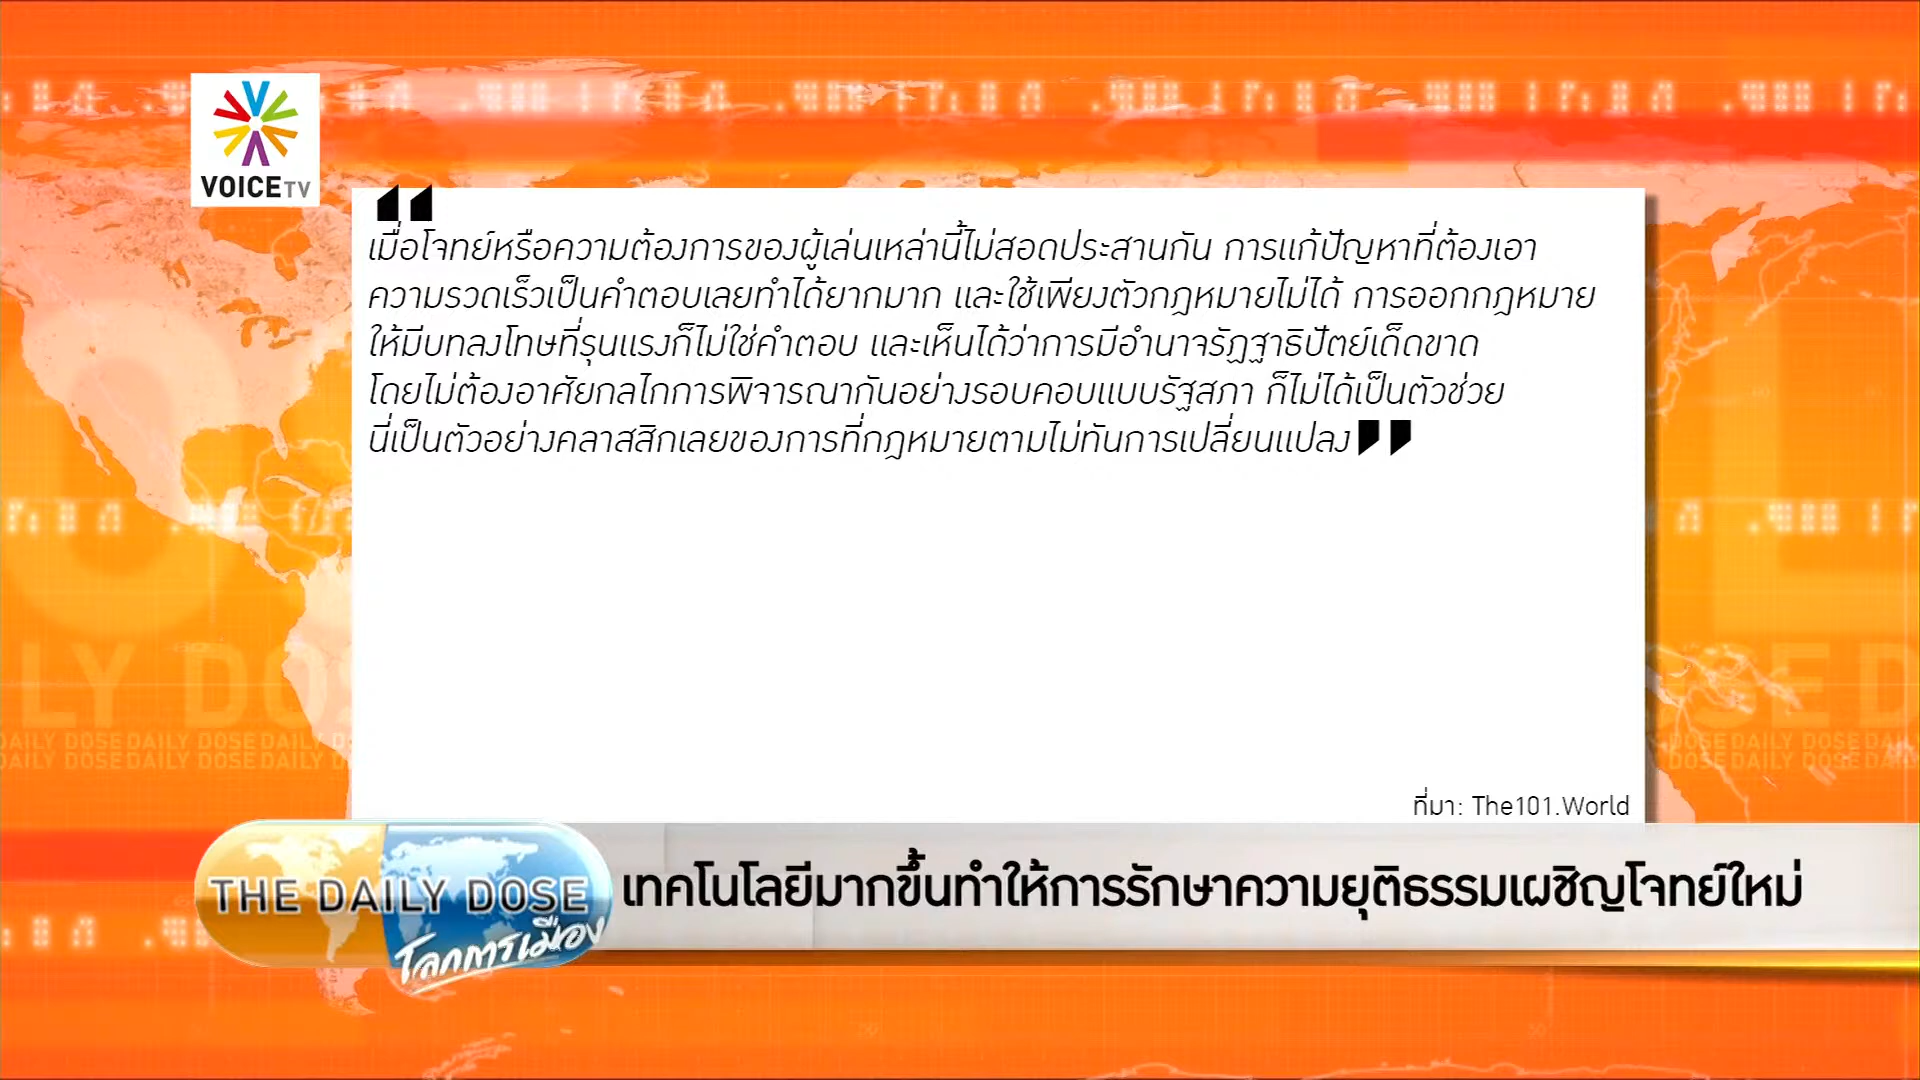 VOICE TV
"เมื่อโจทย์หรือความต้องการของผู้เล่นเหล่านี้ไม่สอดประสานกัน การแก้ปัญหาที่ต้องเอา
ความรวดเร็วเป็นคำตอบเลยทำได้ยากมาก และใช้เพียงตัวกฎหมายไม่ได้ การออกกฎหมาย
ให้มีบทลงโทษที่รุนแรงก็ไม่ใช่คำตอบ และเห็นได้ว่าการมีอำนาจรัฏฐาธิปัตย์เด็ดขาด
โดยไม่ต้องอาศัยกลไกการพิจารณากันอย่างรอบคอบแบบรัฐสภา ก็ไม่ได้เป็นตัวช่วย
นี่เป็นตัวอย่างคลาสสิกเลยของการที่กฎหมายตามไม่ทันการเปลี่ยนแปลง"
ที่มา: The101.World
THE DAILY DOSE
โลกการเมือง
เทคโนโลยีมากขึ้นทำให้การรักษาความยุติธรรมเผชิญโจทย์ใหม่